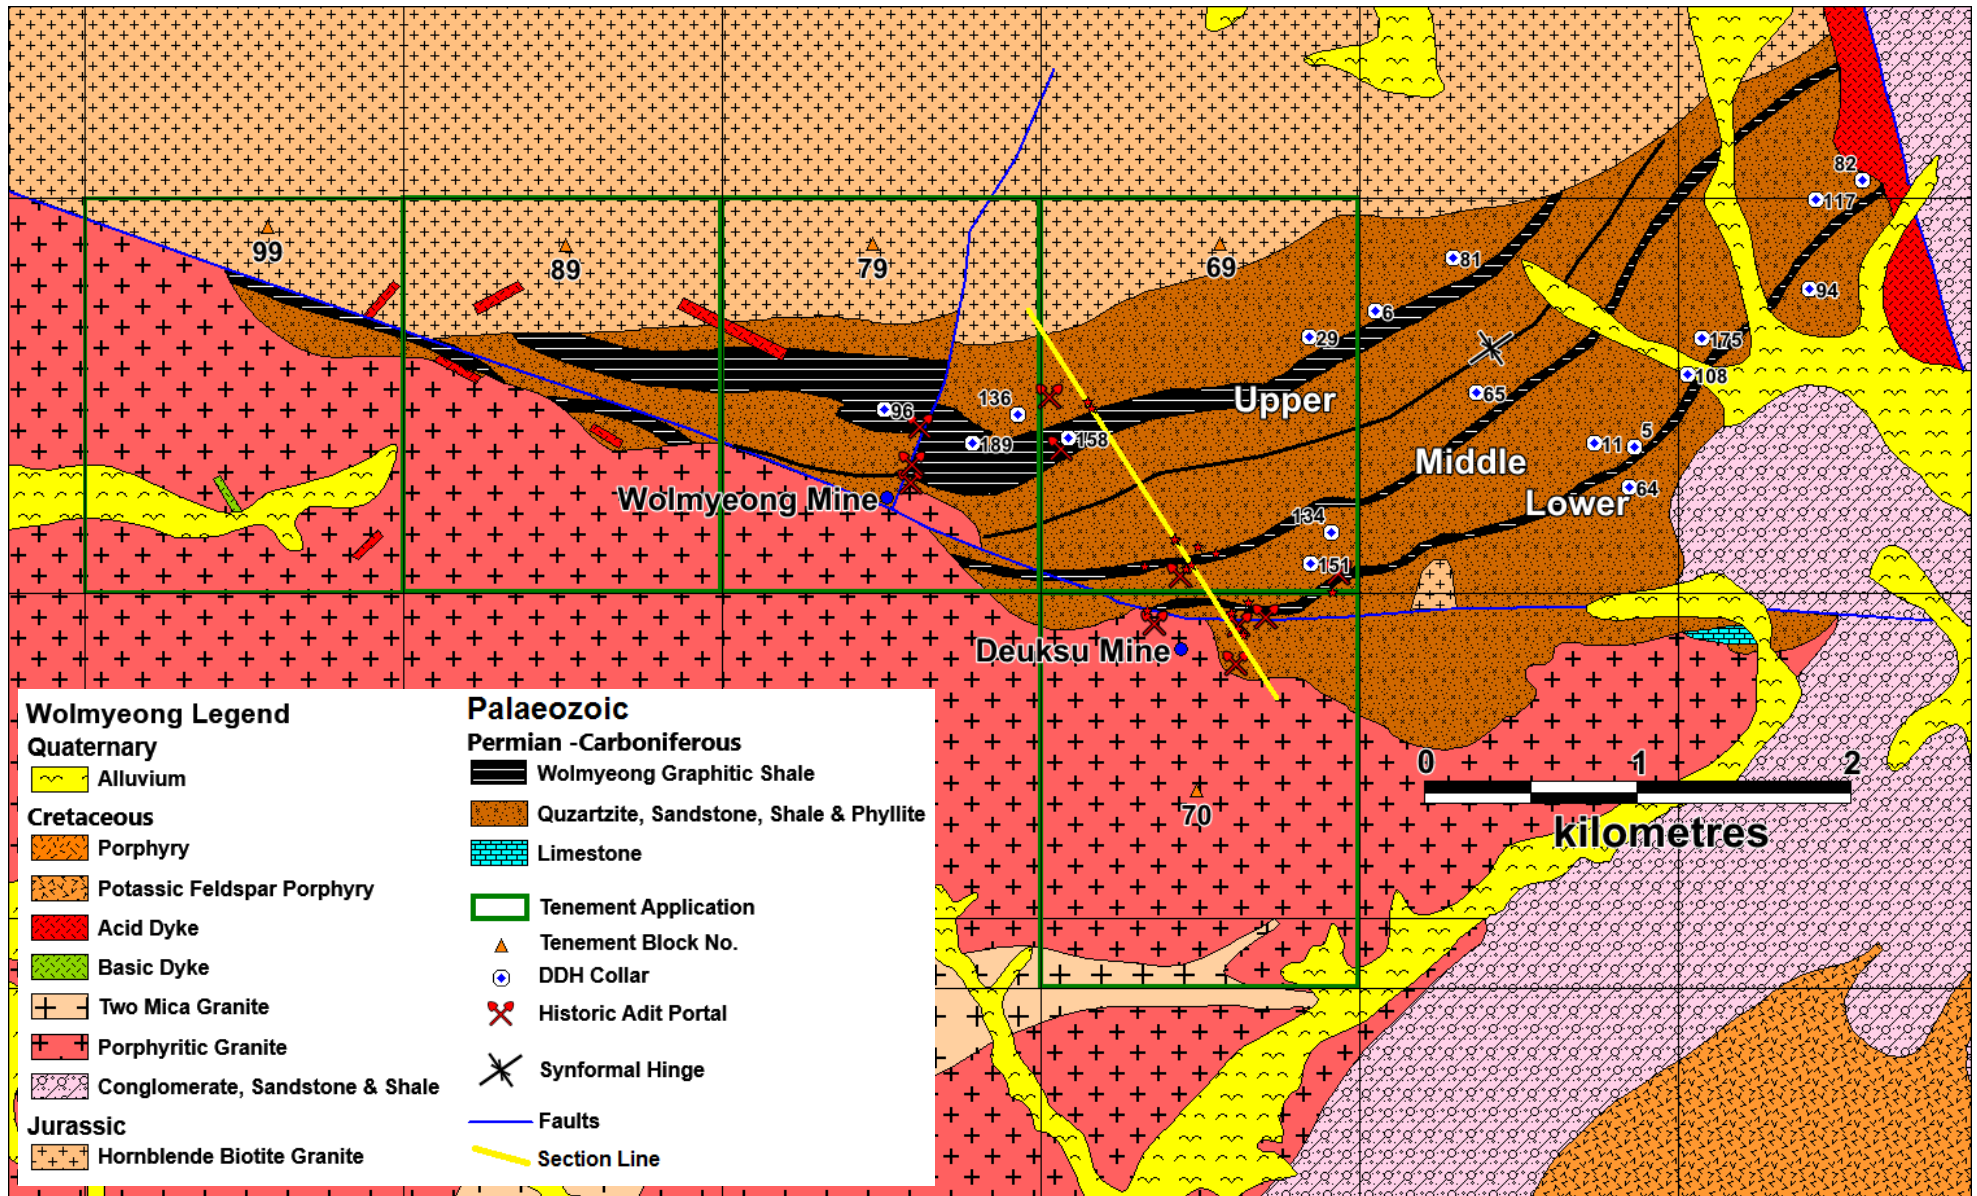 82
117
99
89
79
69
81
6
94
29
175
108
Upper
65
136
96
189
158
5
11
Middle
64
Lower
Wolmyeong Mine
134
151
Deuksu Mine
70
0 1 2
kilometres
Wolmyeong Legend
Quaternary
Alluvium
Cretaceous
Porphyry
Potassic Feldspar Porphyry
Acid Dyke
Basic Dyke
Two Mica Granite
Porphyritic Granite
Conglomerate, Sandstone & Shale
Jurassic
Hornblende Biotite Granite
Palaeozoic
Permian -Carboniferous
Wolmyeong Graphitic Shale
Quzartzite, Sandstone, Shale & Phyllite
Limestone
Tenement Application
Tenement Block No.
DDH Collar
Historic Adit Portal
Synformal Hinge
Faults
Section Line